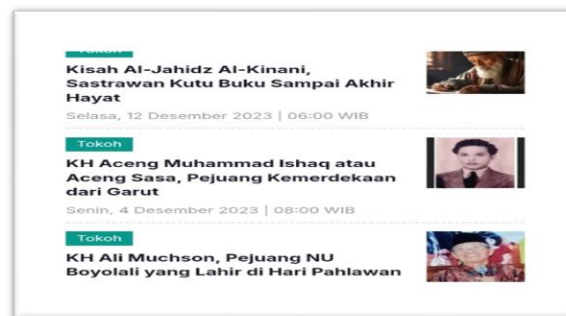 Tokoh
Kisah Al-Jahidz Al-Kinani,
Sastrawan Kutu Buku Sampai Akhir
Hayat
Selasa, 12 Desember 2023 | 06:00 WIB
Tokoh
KH Aceng Muhammad Ishaq atau
Aceng Sasa, Pejuang Kemerdekaan
dari Garut
Senin, 4 Desember 2023 | 08:00 WIB
Tokoh
KH Ali Muchson, Pejuang NU
Boyolali yang Lahir di Hari Pahlawan